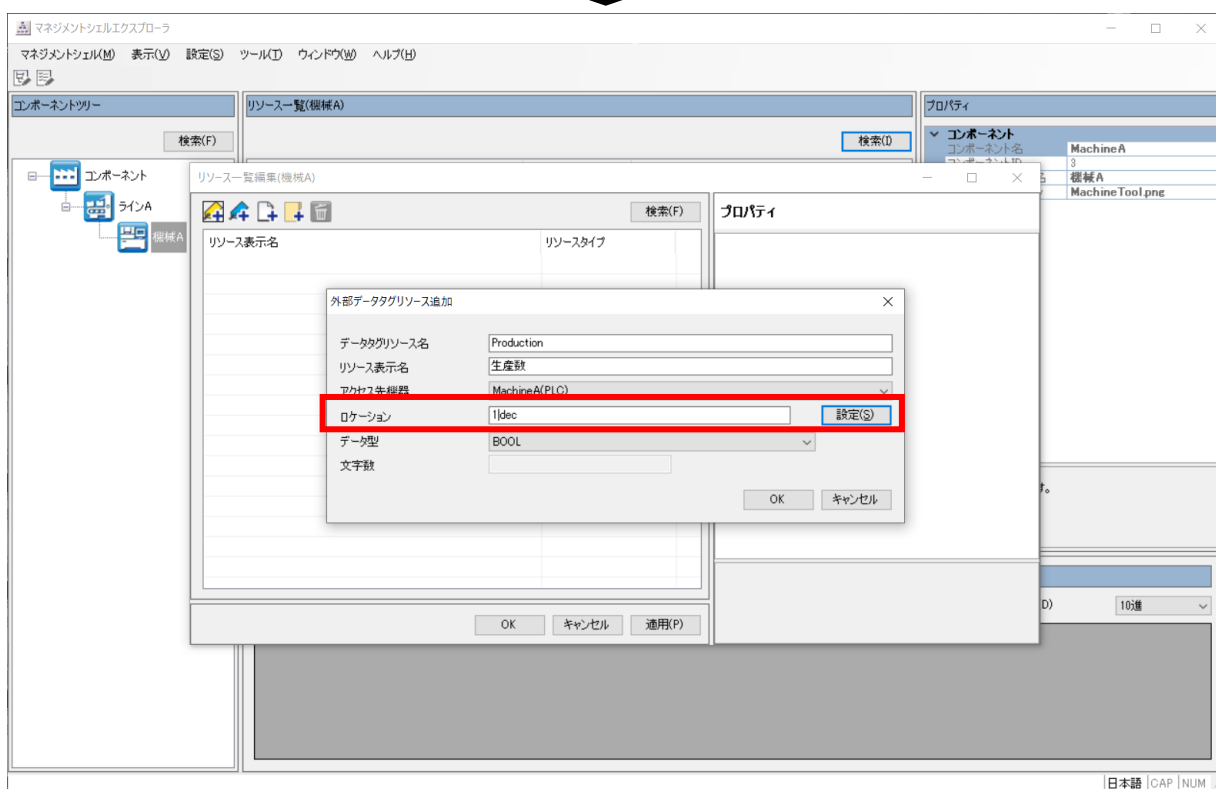 マネジメントシェルエクスプローラ
マネジメントシェル(M) 表示(V) 設定(S) ツール(T) ウィンドウ(W) ヘルプ(H)
コンポーネントツリー
検索(F)
コンポーネント
ラインA
機械A
リソース一覧(機械A)
検索(I)
プロパティ
コンポーネント
コンポーネント名 MachineA
コンポーネントID 3
名 機械A
MachineTool.png
リソース一覧編集(機械A)
検索(F)
リソース表示名 リソースタイプ
プロパティ
外部データタグリソース追加
データタグリソース名 Production
リソース表示名 生産数
アクセス先機器 MachineA(PLC)
ロケーション 1|dec 設定(S)
データ型 BOOL
文字数
OK キャンセル
す。
OK キャンセル 適用(P)
D) 10進
日本語 CAP NUM